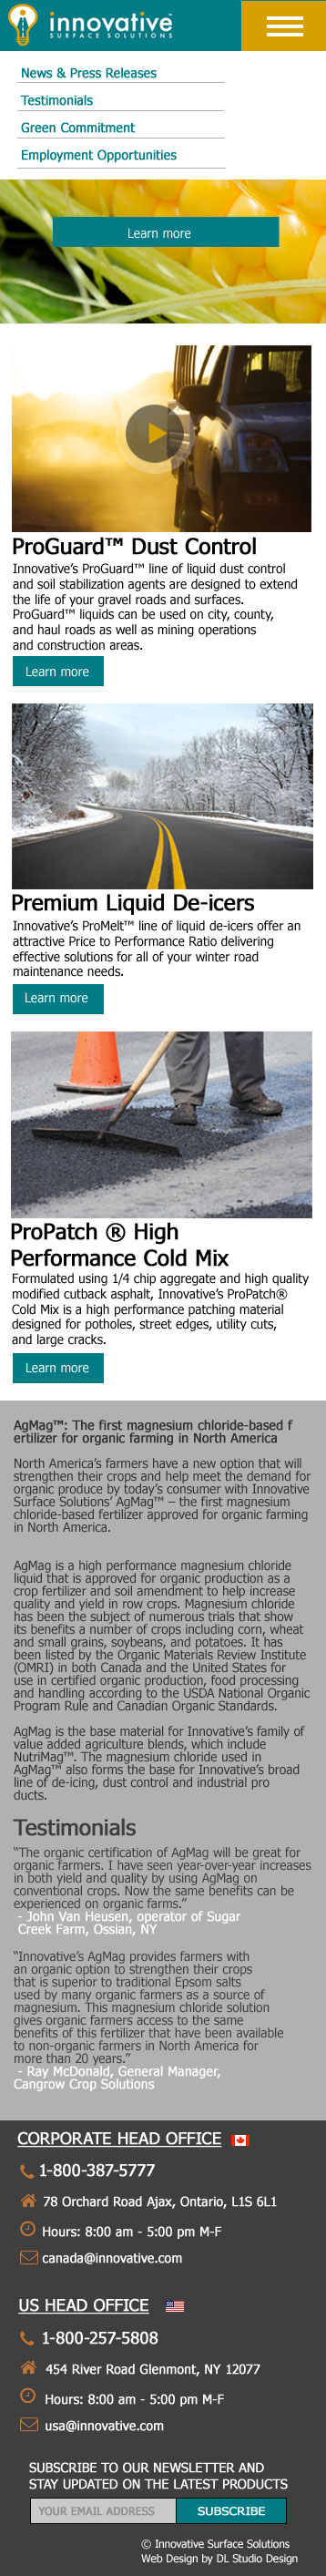 innovative
SURFACE SOLUTIONS
News & Press Releases
Testimonials
Green Commitment
Employment Opportunities
Learn more
ProGuard™ Dust Control
Innovative's ProGuard™ line of liquid dust control
and soil stabilization agents are designed to extend
the life of your gravel roads and surfaces.
ProGuard™ liquids can be used on city, county,
and haul roads as well as mining operations
and construction areas.
Learn more
Premium Liquid De-icers
Innovative's ProMelt™ line of liquid de-icers offer an
attractive Price to Performance Ratio delivering
effective solutions for all of your winter road
maintenance needs.
Learn more
ProPatch ® High
Performance Cold Mix
Formulated using 1/4 chip aggregate and high quality
modified cutback asphalt, Innovative's ProPatch®
Cold Mix is a high performance patching material
designed for potholes, street edges, utility cuts,
and large cracks.
Learn more
AgMag™: The first magnesium chloride-based f
ertilizer for organic farming in North America
North America's farmers have a new option that will
strengthen their crops and help meet the demand for
organic produce by today's consumer with Innovative
Surface Solutions' AgMag™ – the first magnesium
chloride-based fertilizer approved for organic farming
in North America.
AgMag is a high performance magnesium chloride
liquid that is approved for organic production as a
crop fertilizer and soil amendment to help increase
quality and yield in row crops. Magnesium chloride
has been the subject of numerous trials that show
its benefits a number of crops including corn, wheat
and small grains, soybeans, and potatoes. It has
been listed by the Organic Materials Review Institute
(OMRI) in both Canada and the United States for
use in certified organic production, food processing
and handling according to the USDA National Organic
Program Rule and Canadian Organic Standards.
AgMag is the base material for Innovative's family of
value added agriculture blends, which include
NutriMag™. The magnesium chloride used in
AgMag™ also forms the base for Innovative's broad
line of de-icing, dust control and industrial pro
ducts.
Testimonials
“The organic certification of AgMag will be great for
organic farmers. I have seen year-over-year increases
in both yield and quality by using AgMag on
conventional crops. Now the same benefits can be
experienced on organic farms.”
- John Van Heusen, operator of Sugar
Creek Farm, Ossian, NY
“Innovative's AgMag provides farmers with
an organic option to strengthen their crops
that is superior to traditional Epsom salts
used by many organic farmers as a source of
magnesium. This magnesium chloride solution
gives organic farmers access to the same
benefits of this fertilizer that have been available
to non-organic farmers in North America for
more than 20 years.”
- Ray McDonald, General Manager,
Cangrow Crop Solutions
CORPORATE HEAD OFFICE
1-800-387-5777
78 Orchard Road Ajax, Ontario, L1S 6L1
Hours: 8:00 am - 5:00 pm M-F
canada@innovative.com
US HEAD OFFICE
1-800-257-5808
454 River Road Glenmont, NY 12077
Hours: 8:00 am - 5:00 pm M-F
usa@innovative.com
SUBSCRIBE TO OUR NEWSLETTER AND
STAY UPDATED ON THE LATEST PRODUCTS
YOUR EMAIL ADDRESS SUBSCRIBE
© Innovative Surface Solutions
Web Design by DL Studio Design